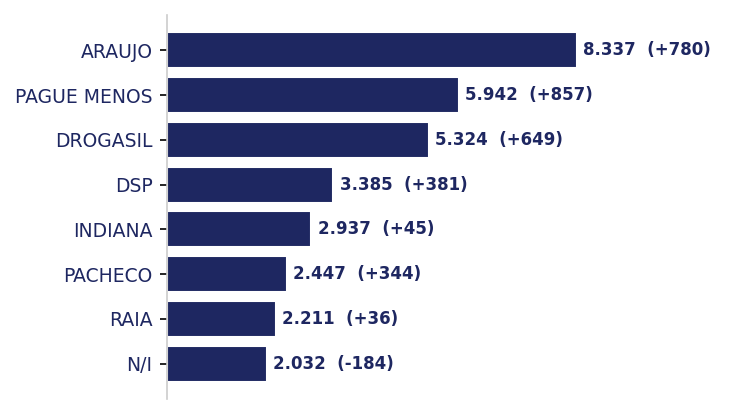 ARAUJO 8.337 (+780)
PAGUE MENOS 5.942 (+857)
DROGASIL 5.324 (+649)
DSP 3.385 (+381)
INDIANA 2.937 (+45)
PACHECO 2.447 (+344)
RAIA 2.211 (+36)
N/I 2.032 (-184)